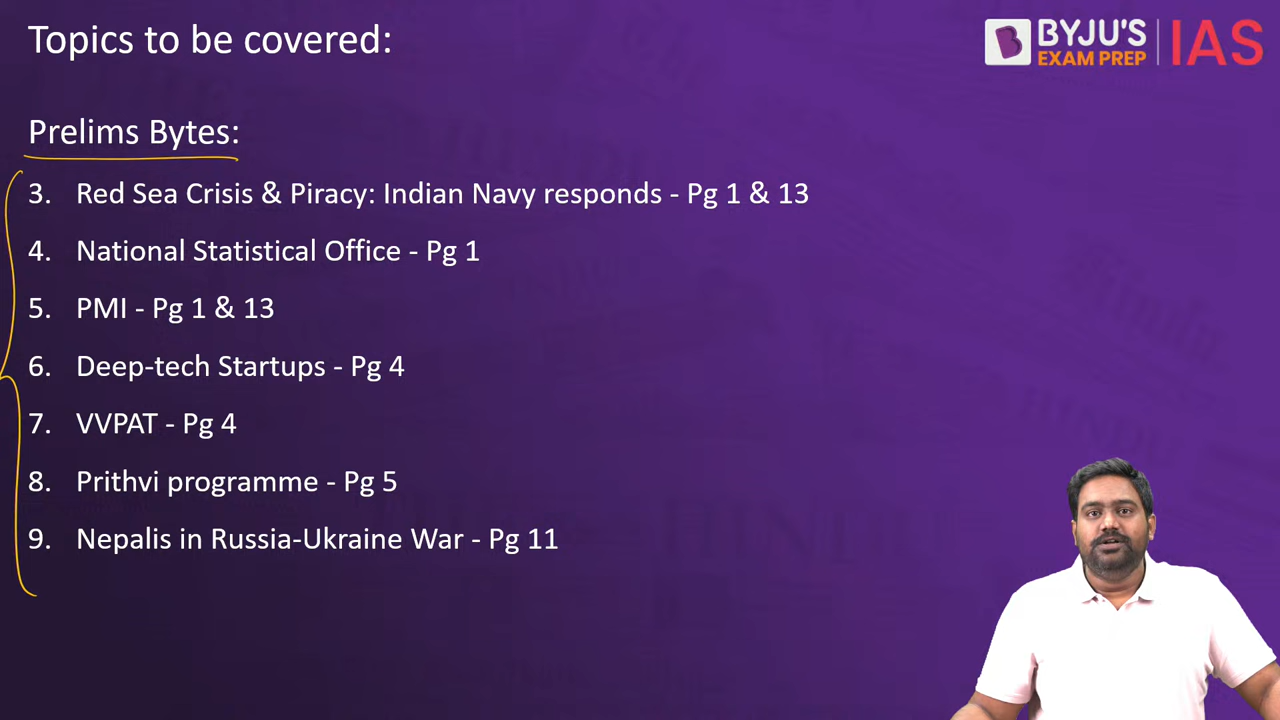 Topics to be covered:
BYJU'S
EXAM PREP
IAS
Prelims Bytes:
3. Red Sea Crisis & Piracy: Indian Navy responds - Pg 1 & 13
4. National Statistical Office - Pg 1
5. PMI - Pg 1 & 13
6. Deep-tech Startups - Pg 4
7. VVPAT - Pg 4
8. Prithvi programme - Pg 5
9. Nepalis in Russia-Ukraine War - Pg 11